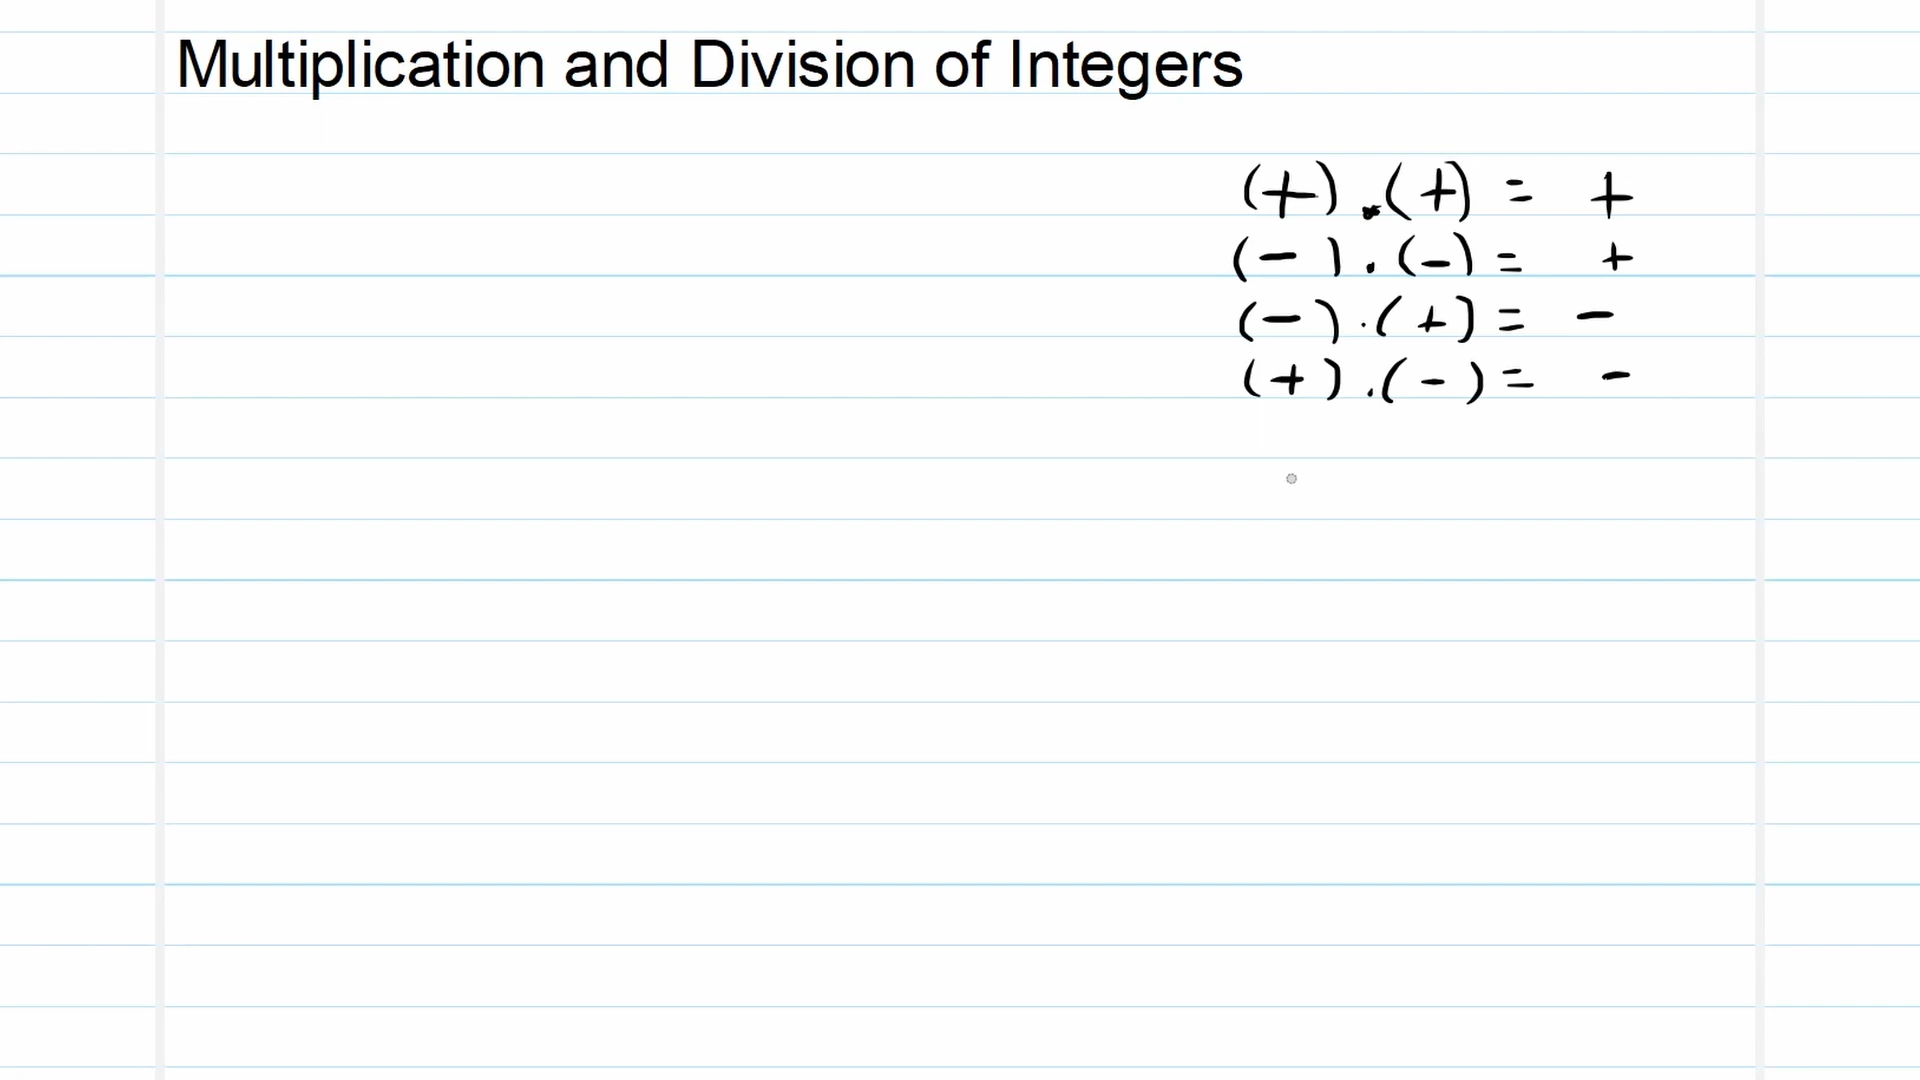 Multiplication and Division of Integers
(+) . (+) = +
(-) . (-) = +
(-) . (+) = -
(+) . (-) = -